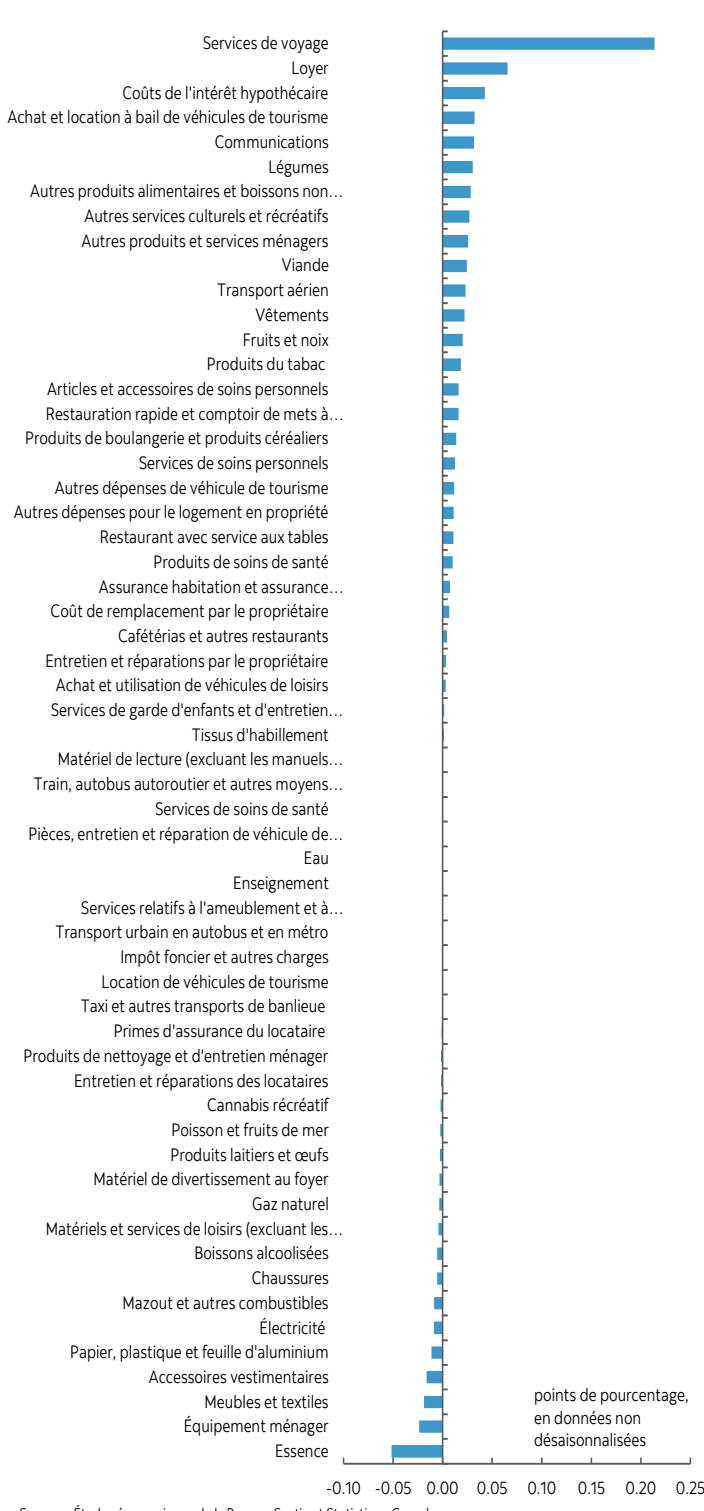 Services de voyage
Loyer
Coûts de l'intérêt hypothécaire
Achat et location à bail de véhicules de tourisme
Communications
Légumes
Autres produits alimentaires et boissons non…
Autres services culturels et récréatifs
Autres produits et services ménagers
Viande
Transport aérien
Vêtements
Fruits et noix
Produits du tabac
Articles et accessoires de soins personnels
Restauration rapide et comptoir de mets à…
Produits de boulangerie et produits céréaliers
Services de soins personnels
Autres dépenses de véhicule de tourisme
Autres dépenses pour le logement en propriété
Restaurant avec service aux tables
Produits de soins de santé
Assurance habitation et assurance…
Coût de remplacement par le propriétaire
Cafétérias et autres restaurants
Entretien et réparations par le propriétaire
Achat et utilisation de véhicules de loisirs
Services de garde d'enfants et d'entretien…
Tissus d'habillement
Matériel de lecture (excluant les manuels…
Train, autobus autoroutier et autres moyens…
Services de soins de santé
Pièces, entretien et réparation de véhicule de…
Eau
Enseignement
Services relatifs à l'ameublement et à…
Transport urbain en autobus et en métro
Impôt foncier et autres charges
Location de véhicules de tourisme
Taxi et autres transports de banlieue
Primes d'assurance du locataire
Produits de nettoyage et d'entretien ménager
Entretien et réparations des locataires
Cannabis récréatif
Poisson et fruits de mer
Produits laitiers et œufs
Matériel de divertissement au foyer
Gaz naturel
Matériels et services de loisirs (excluant les…
Boissons alcoolisées
Chaussures
Mazout et autres combustibles
Électricité
Papier, plastique et feuille d'aluminium
Accessoires vestimentaires
Meubles et textiles
Équipement ménager
Essence
points de pourcentage,
en données non
désaisonnalisées
-0.10 -0.05 0.00 0.05 0.10 0.15 0.20 0.25